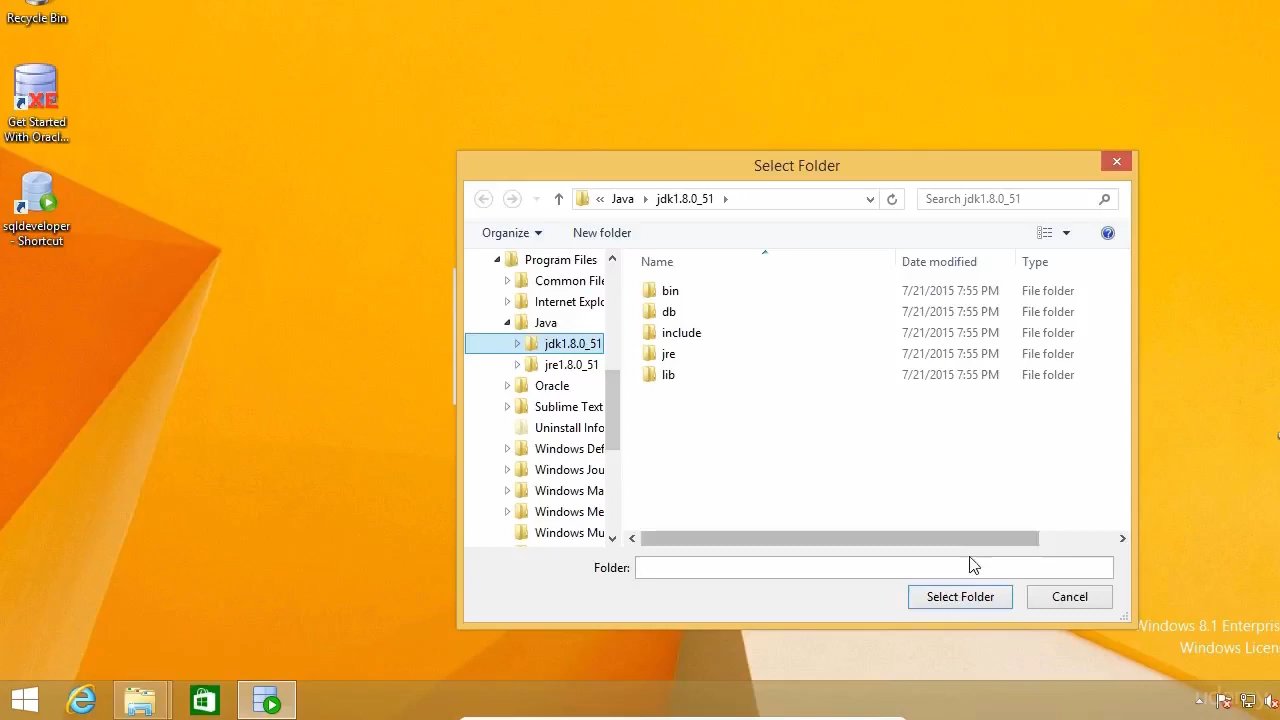 Recycle Bin
Get Started
With Oracl...
sqldeveloper
- Shortcut
Select Folder
« Java jdk1.8.0_51
Search jdk1.8.0_51
Organize
New folder
Program Files
Common File
Internet Explo
Java
jdk1.8.0_51
jre1.8.0_51
Oracle
Sublime Text
Uninstall Info
Windows Def
Windows Jou
Windows Ma
Windows Me
Windows Mu
Name Date modified Type
bin 7/21/2015 7:55 PM File folder
db 7/21/2015 7:55 PM File folder
include 7/21/2015 7:55 PM File folder
jre 7/21/2015 7:55 PM File folder
lib 7/21/2015 7:55 PM File folder
Folder:
Select Folder
Cancel
Windows 8.1 Enterpris
Windows Licen